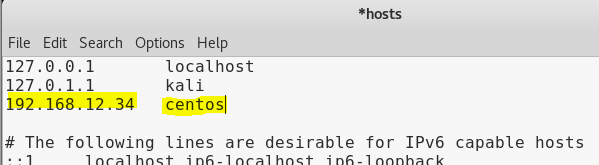 *hosts
File Edit Search Options Help
127.0.0.1 localhost
127.0.1.1 kali
192.168.12.34 centos
# The following lines are desirable for IPv6 capable hosts
::1 localhost ip6-localhost ip6-loopback